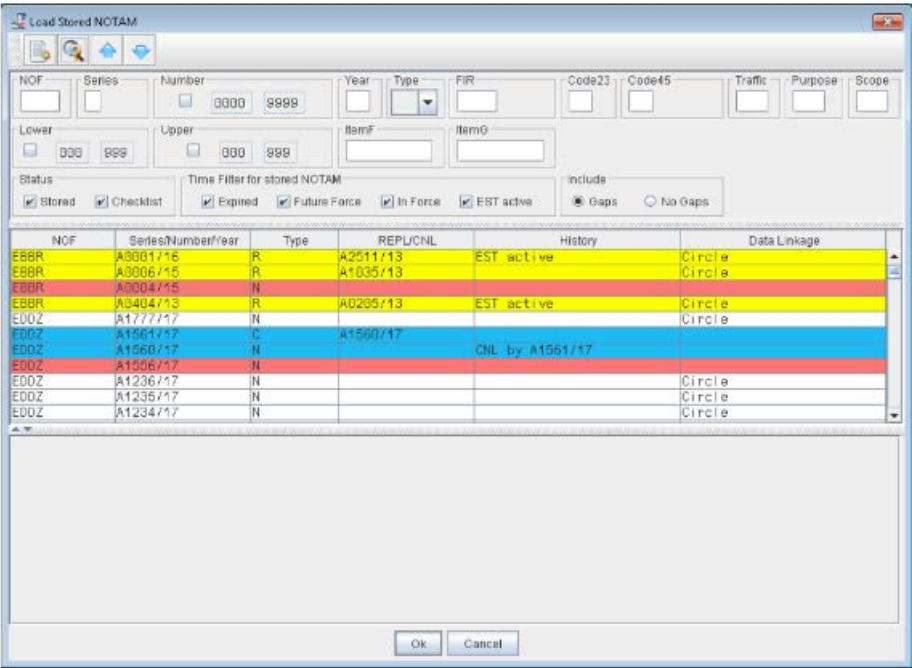 Load Stored NOTAM
NOF Series Number Year Type FIR Code23 Code45 Traffic Purpose Scope
0000 9999
Lower Upper ItemF ItemG
000 999 000 999
Status Time Filter for stored NOTAM Include
Stored Checklist Expired Future Force In Force EST active Gaps No Gaps
NOF Series/Number/Year Type REPL/CNL History Data Linkage
EBBR A0001/16 R A2511/13 EST active Circle
EBBR A0006/15 R A1035/13 Circle
EBBR A0004/15 N
EBBR A0404/13 R A0205/13 EST active Circle
EDDZ A1777/17 N Circle
EDDZ A1561/17 C A1560/17
EDDZ A1560/17 N CNL by A1561/17
EDDZ A1556/17 N
EDDZ A1236/17 N Circle
EDDZ A1235/17 N Circle
EDDZ A1234/17 N Circle
Ok Cancel